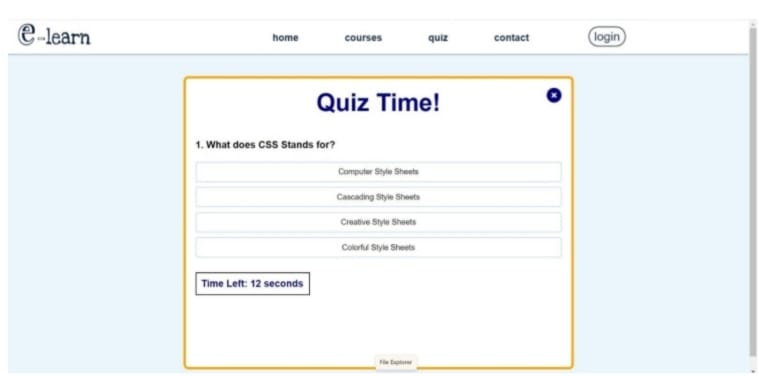 e-learn home courses quiz contact login
Quiz Time!
1. What does CSS Stands for?
Computer Style Sheets
Cascading Style Sheets
Creative Style Sheets
Colorful Style Sheets
Time Left: 12 seconds
File Explorer